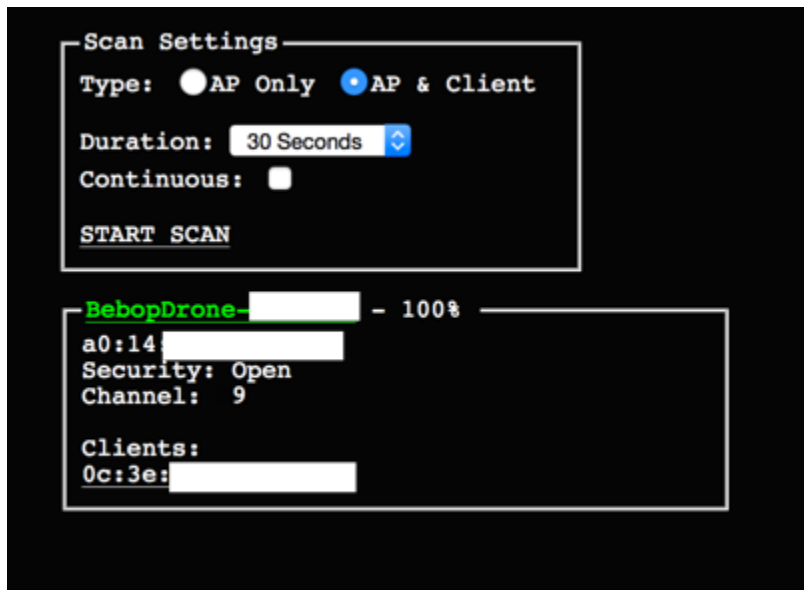 Scan Settings
Type: AP Only AP & Client
Duration: 30 Seconds
Continuous:
START SCAN
BebopDrone- - 100%
a0:14:
Security: Open
Channel: 9
Clients:
0c:3e: